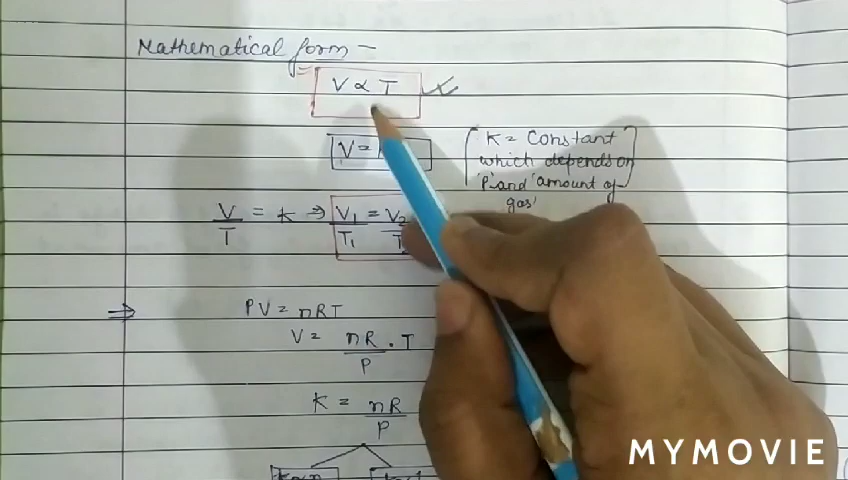 Mathematical form –
V ∝ T
V =
K = Constant
which depends on
'P' and 'amount of
gas'
V/T = k ⇒ V₁/T₁ = V₂/T
⇒ PV = nRT
V = nR/P . T
K = nR/P
MYMOVIE